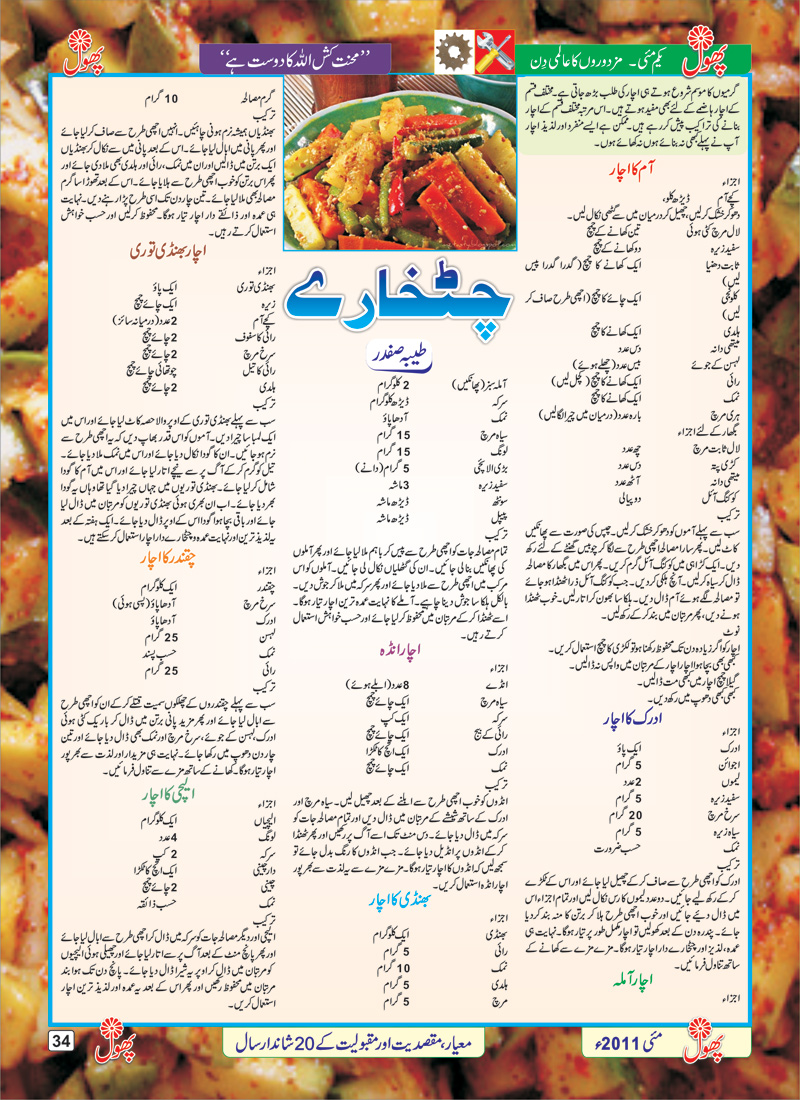 پھول
یکم مئی۔ مزدوروں کا عالمی دن
’’محنت کش اللہ کا دوست ہے‘‘
پھول
گرمیوں کا موسم شروع ہوتے ہی اچار کی طلب بڑھ جاتی ہے۔ مختلف قسم
کے اچار ہاضمے کے لئے بھی مفید ہوتے ہیں۔ اس مرتبہ مختلف قسم کے اچار
بنانے کی تراکیب پیش کر رہے ہیں۔ ممکن ہے ایسے منفرد اور لذیذ اچار
آپ نے پہلے بھی نہ بنائے ہوں نہ کھائے ہوں۔
آم کا اچار
اجزاء
کچے آم ڈیڑھ کلو،
دھو کر خشک کر لیں، چھیل کر درمیان میں سے گٹھلی نکال لیں۔
لال مرچ کٹی ہوئی تین کھانے کے چمچ
سفید زیرہ دو کھانے کے چمچ
ثابت دھنیا ایک کھانے کا چمچ (گدرا گدرا پیس
لیں)
کلونجی ایک چائے کا چمچ (اچھی طرح صاف کر
لیں)
ہلدی ایک کھانے کا چمچ
میتھی دانہ دس عدد
لہسن کے جوئے بیس عدد (چھلے ہوئے)
رائی ایک کھانے کا چمچ (کچل لیں)
نمک ایک کھانے کا چمچ
ہری مرچ بارہ عدد (درمیان میں چیرا لگا لیں)
بگھار کے لئے اجزاء
لال ثابت مرچ چھ عدد
کڑی پتہ دس عدد
میتھی دانہ آٹھ عدد
کوکنگ آئل دو پیالی
ترکیب
سب سے پہلے آموں کو دھو کر خشک کر لیں۔ چپس کی صورت سے پھانکیں
کاٹ لیں۔ پھر سارا مصالحہ اچھی طرح سے لگا کر چوبیس گھنٹے کے لئے رکھ
دیں۔ ایک کڑاہی میں کوکنگ آئل گرم کریں۔ پھر اس میں بگھار کا مصالحہ
ڈال کر سیاہ کر لیں۔ آنچ ہلکی کر دیں۔ جب کوکنگ آئل ذرا ٹھنڈا ہو جائے
تو مصالحہ لگے ہوئے آم ڈال دیں۔ ہلکا سا بھون کر اتار لیں۔ خوب ٹھنڈا
ہونے دیں، پھر مرتبان میں بند کر کے رکھ لیں۔
نوٹ
اچار کو اگر زیادہ دن تک محفوظ رکھنا ہو تو لکڑی کا چمچ استعمال کریں۔
کبھی بھی بچا ہوا اچار، اچار کے مرتبان میں واپس نہ ڈالیں۔
گیلا چمچ اچار میں کبھی مت ڈالیں۔
کبھی کبھی دھوپ میں رکھ دیں۔
ادرک کا اچار
اجزاء
ادرک ایک پاؤ
اجوائن 5 گرام
لیموں 2 عدد
سفید زیرہ 5 گرام
سرخ مرچ 20 گرام
سیاہ زیرہ 5 گرام
نمک حسب ضرورت
ترکیب
ادرک کو اچھی طرح سے صاف کر کے چھیل لیا جائے اور اس کے ٹکڑے
کر کے رکھ لیے جائیں۔ دو عدد لیموں کا رس نکال لیں اور تمام اجزاء اس
میں ڈال دیئے جائیں اور خوب اچھی طرح ہلا کر برتن کا منہ بند کر دیا
جائے۔ پندرہ دن کے بعد کھولیں تو اچار مکمل طور پر تیار ہوگا۔ نہایت ہی
عمدہ، لذیذ اور چٹخارے دار اچار تیار ہوگا۔ مزے مزے سے کھانے کے
ساتھ تناول فرمائیں۔
اچار آملہ
اجزاء
چٹخارے
طیبہ صفدر
آملہ سبز (پھانکیں) 2 کلوگرام
سرکہ ڈیڑھ کلوگرام
نمک آدھا پاؤ
سیاہ مرچ 15 گرام
لونگ 15 گرام
بڑی الائچی 5 گرام (دانے)
سفید زیرہ 3 ماشہ
سونٹھ ڈیڑھ ماشہ
پیپل ڈیڑھ ماشہ
ترکیب
تمام مصالحہ جات کو اچھی طرح سے پیس کر باہم ملا لیا جائے اور پھر آملوں
کی پھانکیں بنا لی جائیں۔ ان کی گٹھلیاں نکال لی جائیں۔ آملوں کو اس
مرکب میں اچھی طرح سے ملا دیا جائے اور پھر سرکہ میں ملا کر جوش دیں۔
بالکل ہلکا سا جوش دینا چاہیے۔ آملے کا نہایت عمدہ ترین اچار تیار ہوگا۔
اسے ٹھنڈا کر کے مرتبان میں محفوظ کر لیا جائے اور حسب خواہش استعمال
کرتے رہیں۔
اچار انڈہ
اجزاء
انڈے 8 عدد (ابلے ہوئے)
سیاہ مرچ ایک چائے چمچ
سرکہ ایک کپ
رائی کے بیج ایک چائے چمچ
ادرک ایک انچ کا ٹکڑا
نمک ایک چائے چمچ
ترکیب
انڈوں کو خوب اچھی طرح سے ابلنے کے بعد چھیل لیں۔ سیاہ مرچ اور
ادرک کے ساتھ شیشے کے مرتبان میں ڈال دیں اور تمام مصالحہ جات کو
سرکہ میں ڈال دیا جائے۔ دس منٹ تک اسے آگ پر رکھیں اور پھر ٹھنڈا
کر کے انڈوں پر انڈیل دیا جائے۔ جب انڈوں کا رنگ بدل جائے تو
سمجھ لیں کہ انڈوں کا اچار تیار ہوگا۔ مزے مزے سے یہ لذت سے بھرپور
اچار انڈہ استعمال کریں۔
بھنڈی کا اچار
اجزاء
بھنڈی ایک کلوگرام
رائی 5 گرام
نمک 10 گرام
ہلدی 5 گرام
مرچ 5 گرام
گرم مصالحہ 10 گرام
ترکیب
بھنڈیاں ہمیشہ نرم ہونی چاہئیں۔ انہیں اچھی طرح سے صاف کر لیا جائے
اور پھر پانی میں ابال لیا جائے۔ اس کے بعد پانی میں سے نکال کر بھنڈیاں
ایک برتن میں ڈالیں اور ان میں نمک، رائی اور ہلدی بھی ملا دی جائے اور
پھر اس برتن کو خوب اچھی طرح سے ہلایا جائے۔ اس کے بعد تھوڑا سا گرم
مصالحہ بھی ملا لیا جائے۔ تین چار دن تک اسی طرح پڑا رہنے دیں۔ نہایت
ہی عمدہ اور ذائقے دار اچار تیار ہوگا۔ محفوظ کر لیں اور حسب خواہش
استعمال کرتے رہیں۔
اچار بھنڈی توری
اجزاء
بھنڈی توری ایک پاؤ
زیرہ ایک چائے چمچ
کچے آم 2 عدد (درمیانہ سائز)
رائی کا سفوف 2 چائے چمچ
سرخ مرچ 2 چائے چمچ
رائی کا تیل چوتھائی چائے چمچ
ہلدی 2 چائے چمچ
ترکیب
سب سے پہلے بھنڈی توری کے اوپر والا حصہ کاٹ لیا جائے اور اس میں
ایک لمبا سا چیرا دیں۔ آموں کو اس قدر بھاپ دیں کہ یہ اچھی طرح سے
نرم ہو جائیں۔ ان کا گودا نکال دیا جائے اور اس میں نمک ملا دیا جائے۔
تیل کو گرم کر کے آگ پر سے نیچے اتار لیا جائے اور اس میں آم کا گودا
شامل کر لیا جائے۔ بھنڈی توریوں میں جہاں چیرا دیا گیا تھا وہاں یہ گودا
بھر دیا جائے۔ اب ان بھری ہوئی بھنڈی توریوں کو مرتبان میں ڈال لیا
جائے اور باقی بچا ہوا گودا اس کے اوپر ڈال دیا جائے۔ ایک ہفتہ کے بعد
یہ لذیذ ترین اور نہایت عمدہ و چٹخارے دار اچار استعمال کر سکتے ہیں۔
چقندر کا اچار
اجزاء
چقندر ایک کلوگرام
سرخ مرچ آدھا پاؤ (پسی ہوئی)
ادرک آدھا پاؤ
لہسن 25 گرام
نمک حسب پسند
رائی 25 گرام
ترکیب
سب سے پہلے چقندروں کے چھلکوں سمیت قتلے کر کے ان کو اچھی طرح
سے ابال لیا جائے اور پھر مزید پانی برتن میں ڈال کر باریک کٹی ہوئی
ادرک، لہسن کے جوئے، سرخ مرچ اور نمک بھی ڈال دیا جائے اور تین
چار دن دھوپ میں رکھا جائے۔ نہایت ہی مزیدار اور لذت سے بھرپور
اچار تیار ہوگا۔ کھانے کے ساتھ مزے سے تناول فرمائیں۔
الیچی کا اچار
اجزاء
الیچیاں ایک کلوگرام
لونگ 4 عدد
سرکہ 2 کپ
دار چینی ایک انچ کا ٹکڑا
چینی 2 چائے چمچ
نمک حسب ذائقہ
ترکیب
الیچی اور دیگر مصالحہ جات کو سرکہ میں ڈال کر اچھی طرح سے ابال لیا جائے
اور پھر پانچ منٹ کے بعد آگ پر سے اتار لیا جائے اور چھلی ہوئی الیچیوں
کو مرتبان میں ڈال کر اوپر یہ شیرا ڈال دیا جائے۔ پانچ دن تک ہوا بند
مرتبان میں محفوظ رکھیں اور پھر اس کے بعد یہ عمدہ اور لذیذ ترین اچار
استعمال کریں۔
پھول
مئی 2011ء
معیار، مقصدیت اور مقبولیت کے 20 شاندار سال
پھول
34